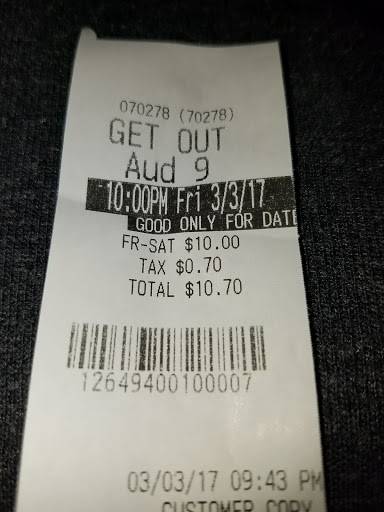 070278 (70278)
GET OUT
Aud 9
10:00PM Fri 3/3/17
GOOD ONLY FOR DATE
FR-SAT $10.00
TAX $0.70
TOTAL $10.70
12649400100007
03/03/17 09:43 PM
CUSTOMER COPY